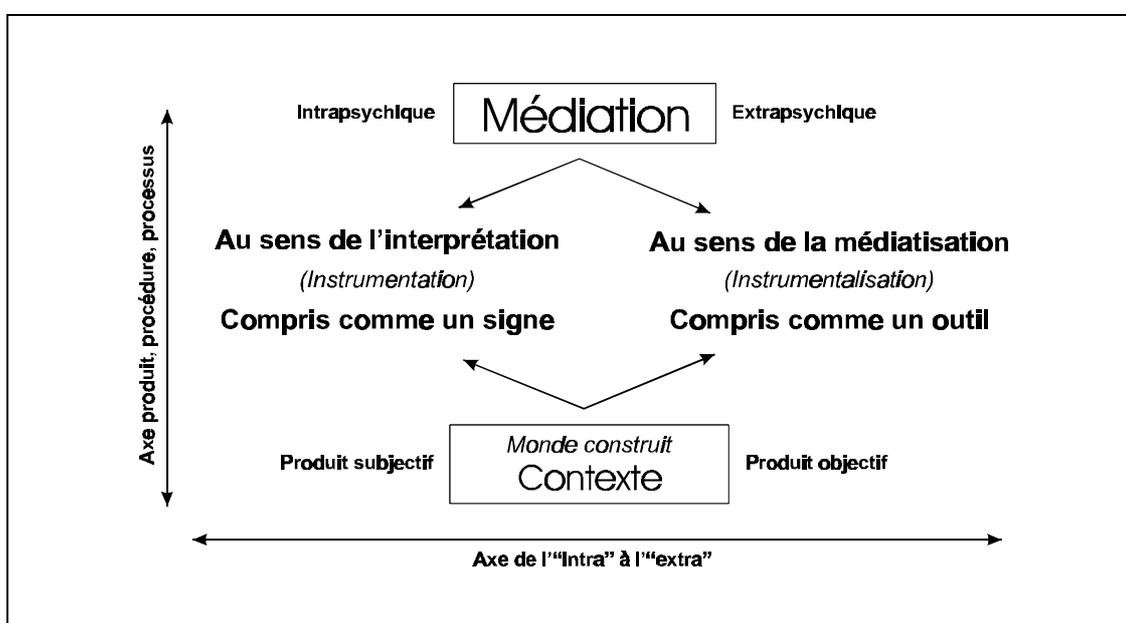 Intrapsychique Médiation Extrapsychique
Axe produit, procédure, processus
Au sens de l'interprétation
(Instrumentation)
Compris comme un signe
Au sens de la médiatisation
(Instrumentalisation)
Compris comme un outil
Produit subjectif
Monde construit
Contexte
Produit objectif
Axe de l'“intra” à l'“extra”